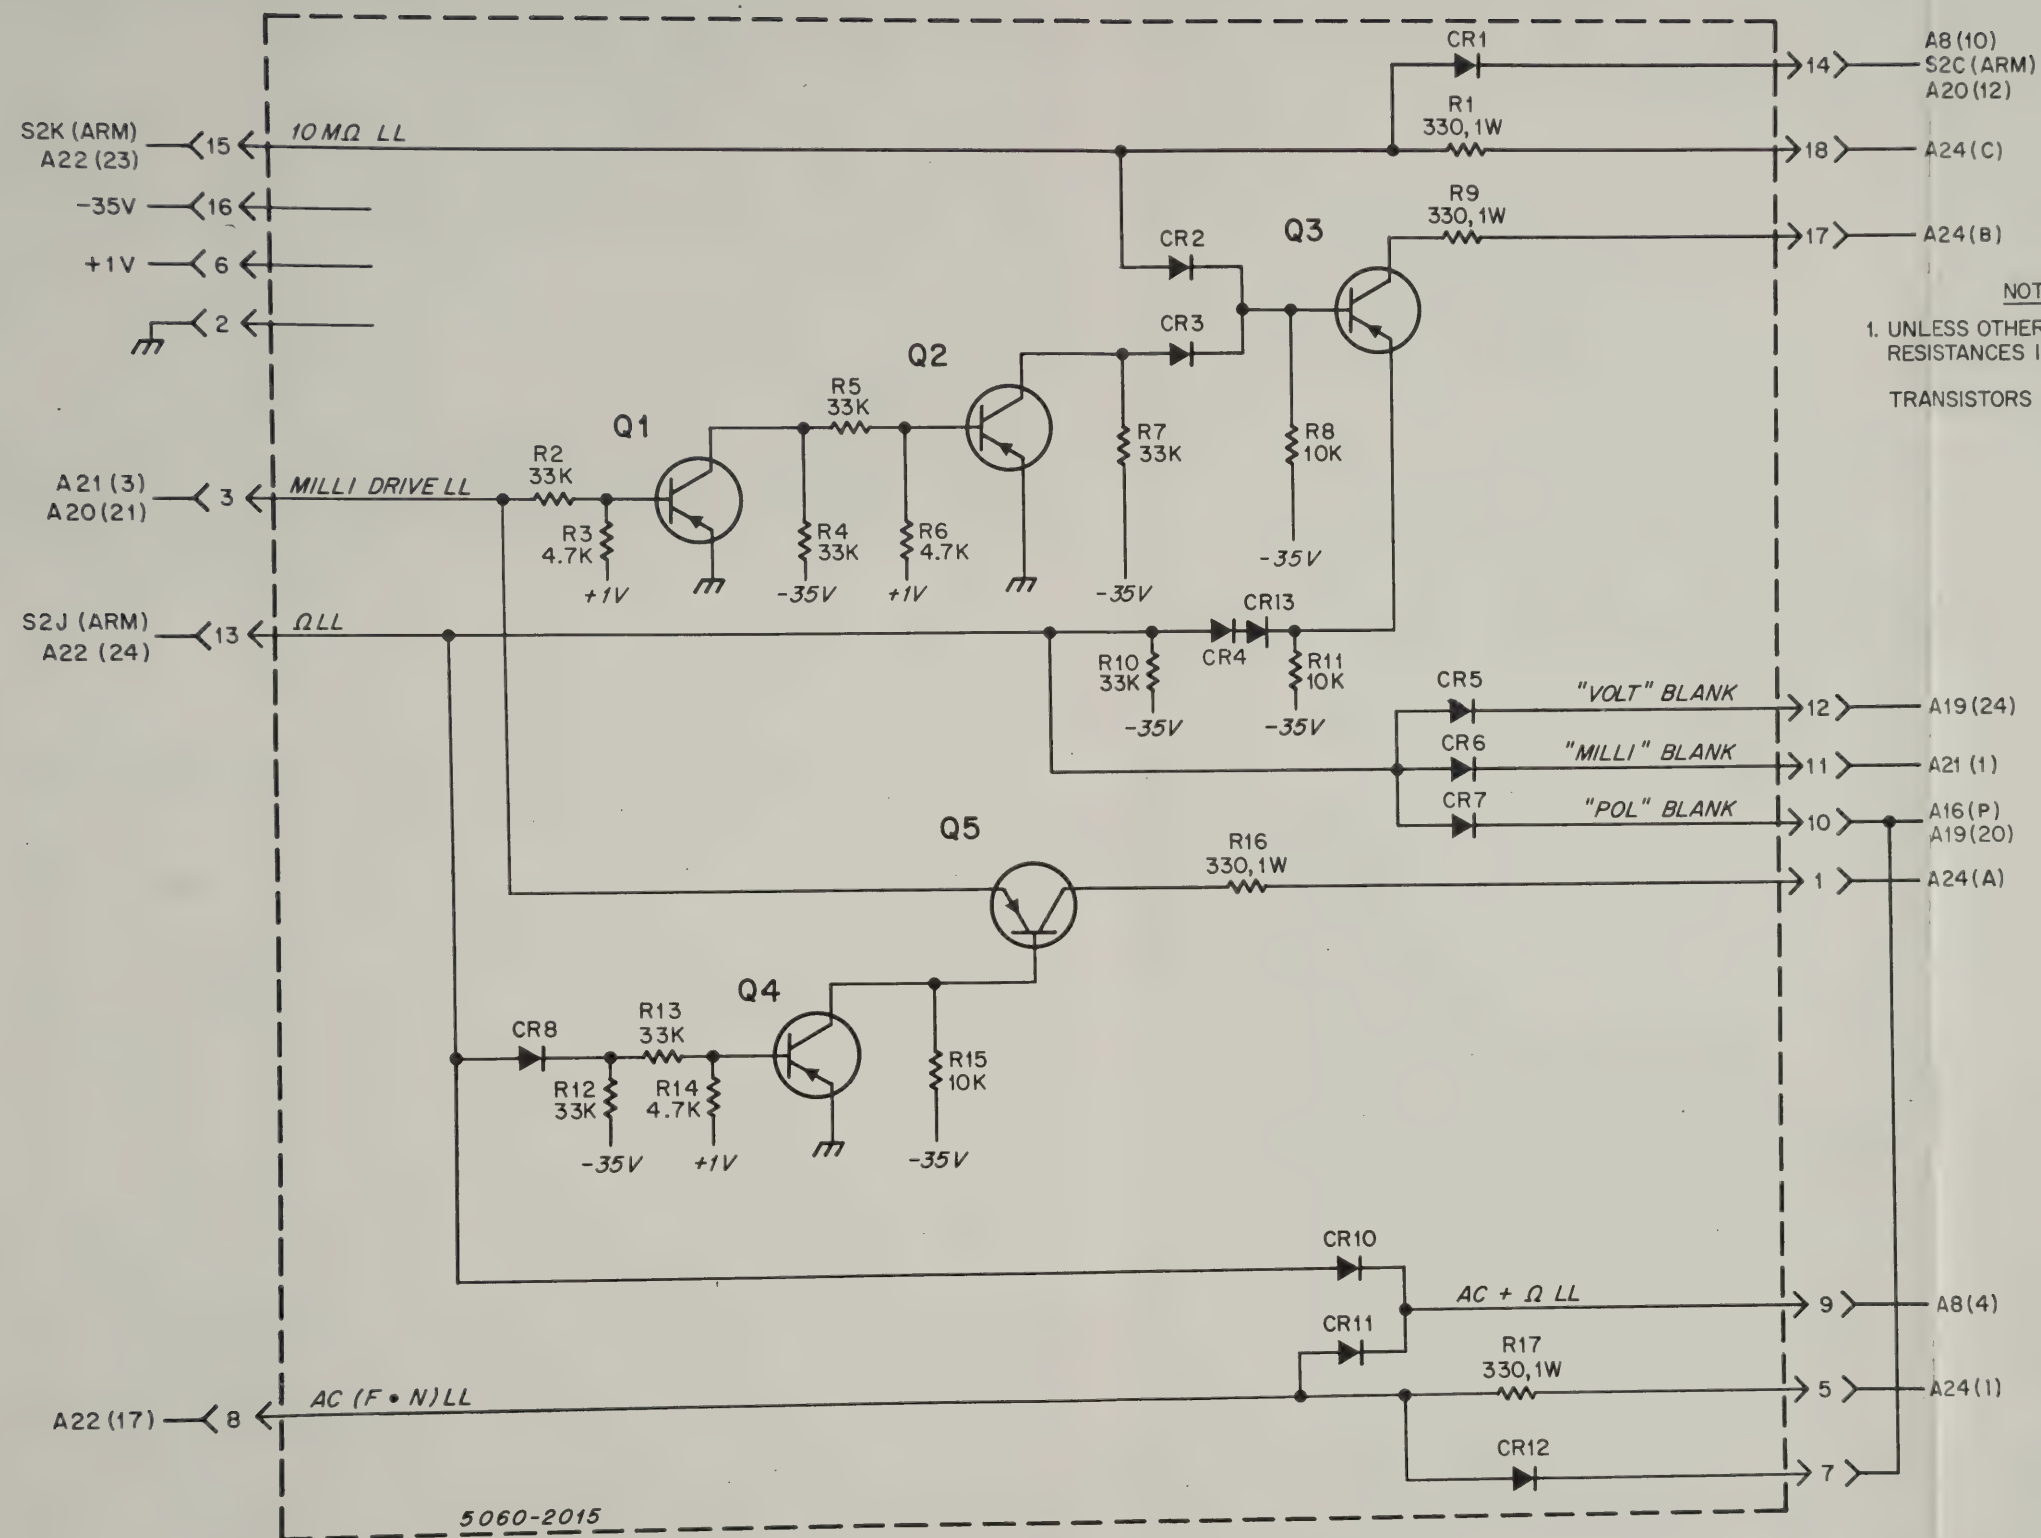 CR1
A8(10)
14
S2C(ARM)
A20(12)
R1
330,1W
S2K(ARM)
15
10MΩ LL
A22(23)
18
A24(C)
-35V
16
R9
330,1W
Q3
CR2
17
A24(B)
+1V
6
NOT
2
CR3
1. UNLESS OTHER
RESISTANCES I
Q2
R5
33K
TRANSISTORS
Q1
R7
33K
R8
10K
R2
33K
A21(3)
A20(21)
3
MILLI DRIVE LL
R3
4.7K
R4
33K
R6
4.7K
-35V
+1V
-35V
+1V
-35V
CR13
S2J(ARM)
A22(24)
13
ΩLL
R10
33K
CR4
R11
10K
-35V
-35V
CR5
"VOLT" BLANK
12
A19(24)
CR6
"MILLI" BLANK
11
A21(1)
CR7
"POL" BLANK
10
A16(P)
A19(20)
Q5
R16
330,1W
1
A24(A)
Q4
R13
33K
CR8
R12
33K
R14
4.7K
R15
10K
-35V
+1V
-35V
CR10
AC + Ω LL
9
A8(4)
CR11
R17
330,1W
5
A24(1)
A22(17)
8
AC (F • N) LL
CR12
7
5060-2015